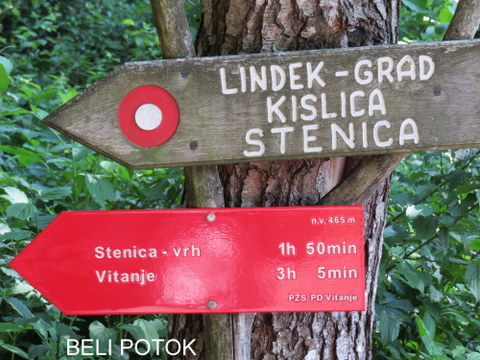 LINDEK-GRAD
KISLICA
STENICA
n.v. 465 m
Stenica - vrh 1h 50min
Vitanje 3h 5min
PZS, PD Vitanje
BELI POTOK